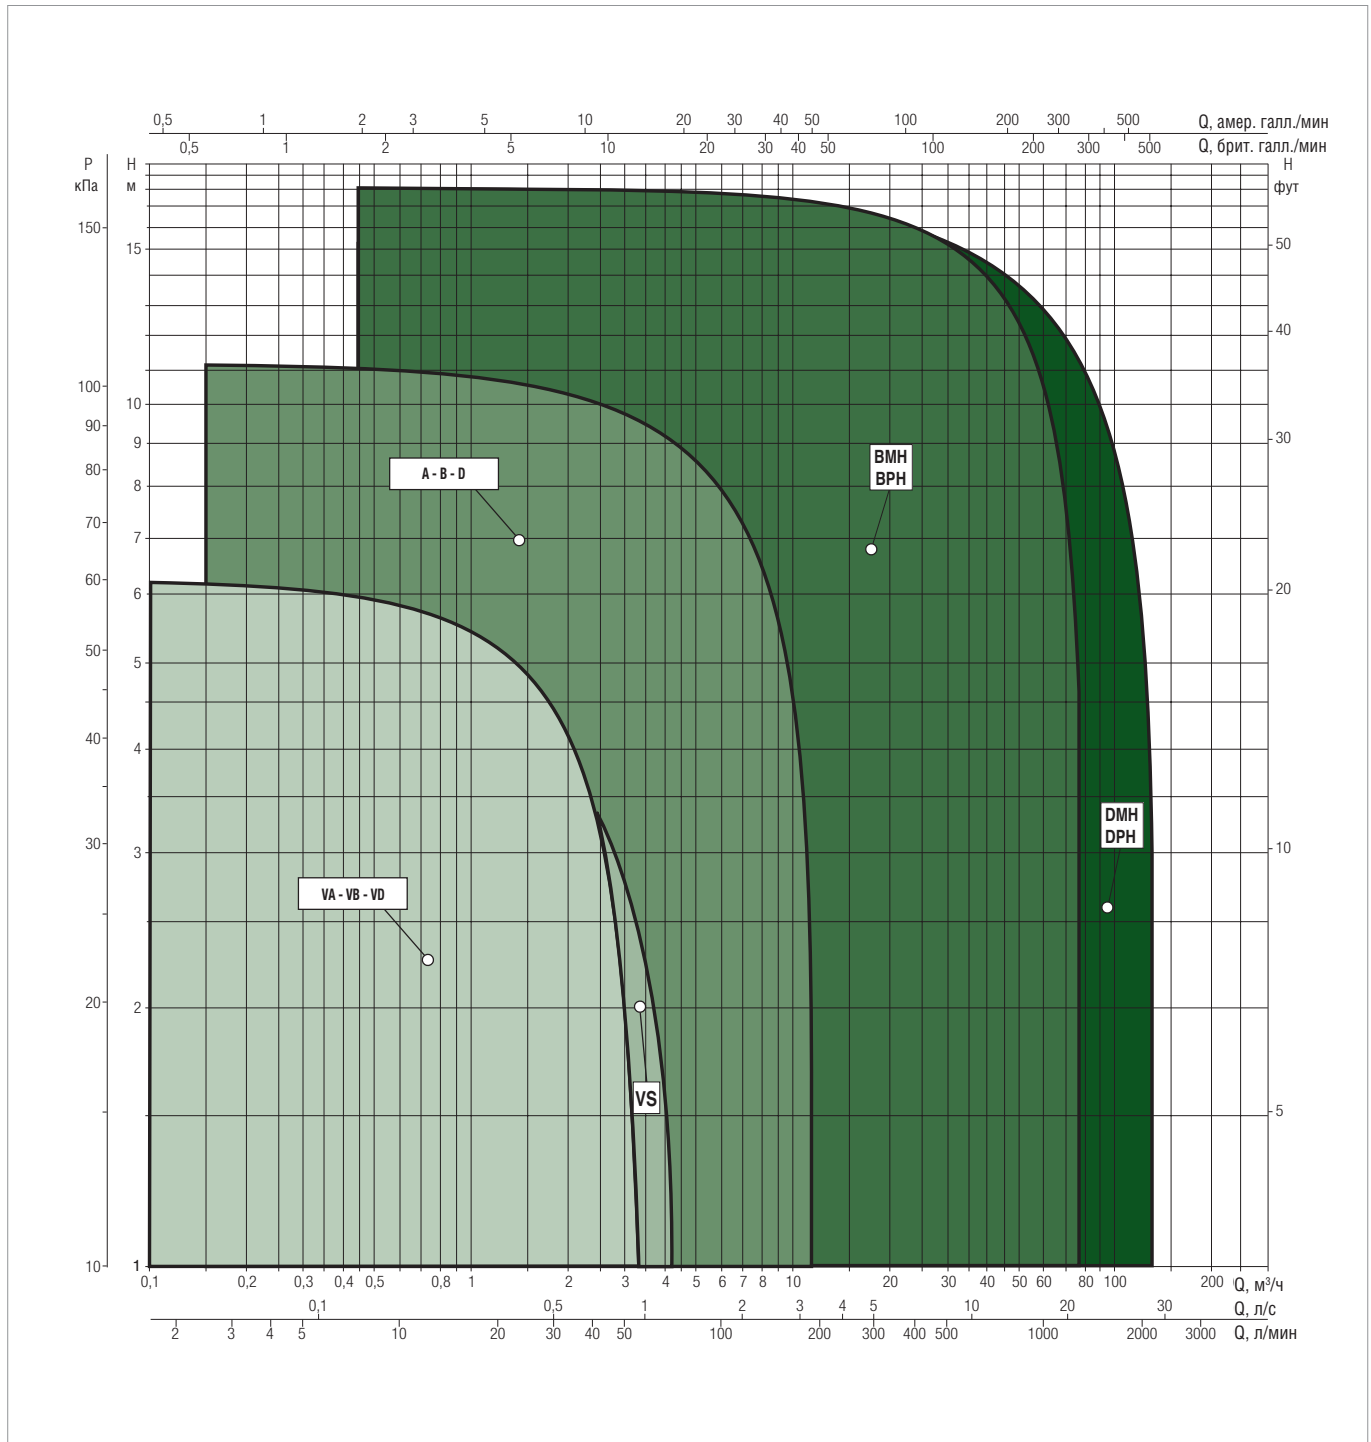 0,5 1 2 3 5 10 20 30 40 50 100 200 300 500 Q, амер. галл./мин
0,5 1 2 5 10 20 30 40 50 100 200 300 500 Q, брит. галл./мин
P H H
кПа м фут
150
15
50
40
100
10
90
9
30
BMH
BPH
A - B - D
80
8
70
7
60
6
20
50
5
40
4
DMH
DPH
30
3
10
VA - VB - VD
20
2
VS
5
10
1
0,1 0,2 0,3 0,4 0,5 0,8 1 2 3 4 5 6 7 8 10 20 30 40 50 60 80 100 200 Q, м³/ч
0,1 0,5 1 2 3 4 5 10 20 30 Q, л/с
2 3 4 5 10 20 30 40 50 100 200 300 400 500 1000 2000 3000 Q, л/мин